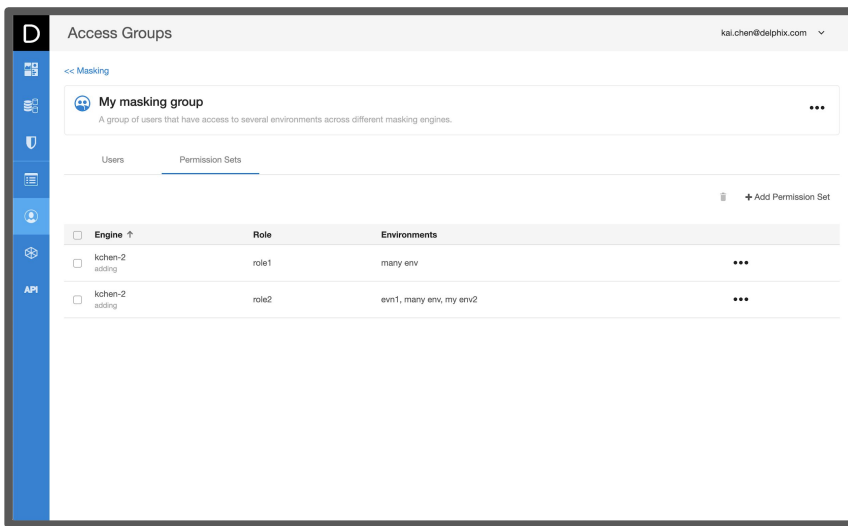 D
Access Groups
kai.chen@delphix.com
<< Masking
My masking group
A group of users that have access to several environments across different masking engines.
Users
Permission Sets
+ Add Permission Set
Engine ↑ Role Environments
kchen-2 role1 many env
adding
kchen-2 role2 evn1, many env, my env2
adding
API